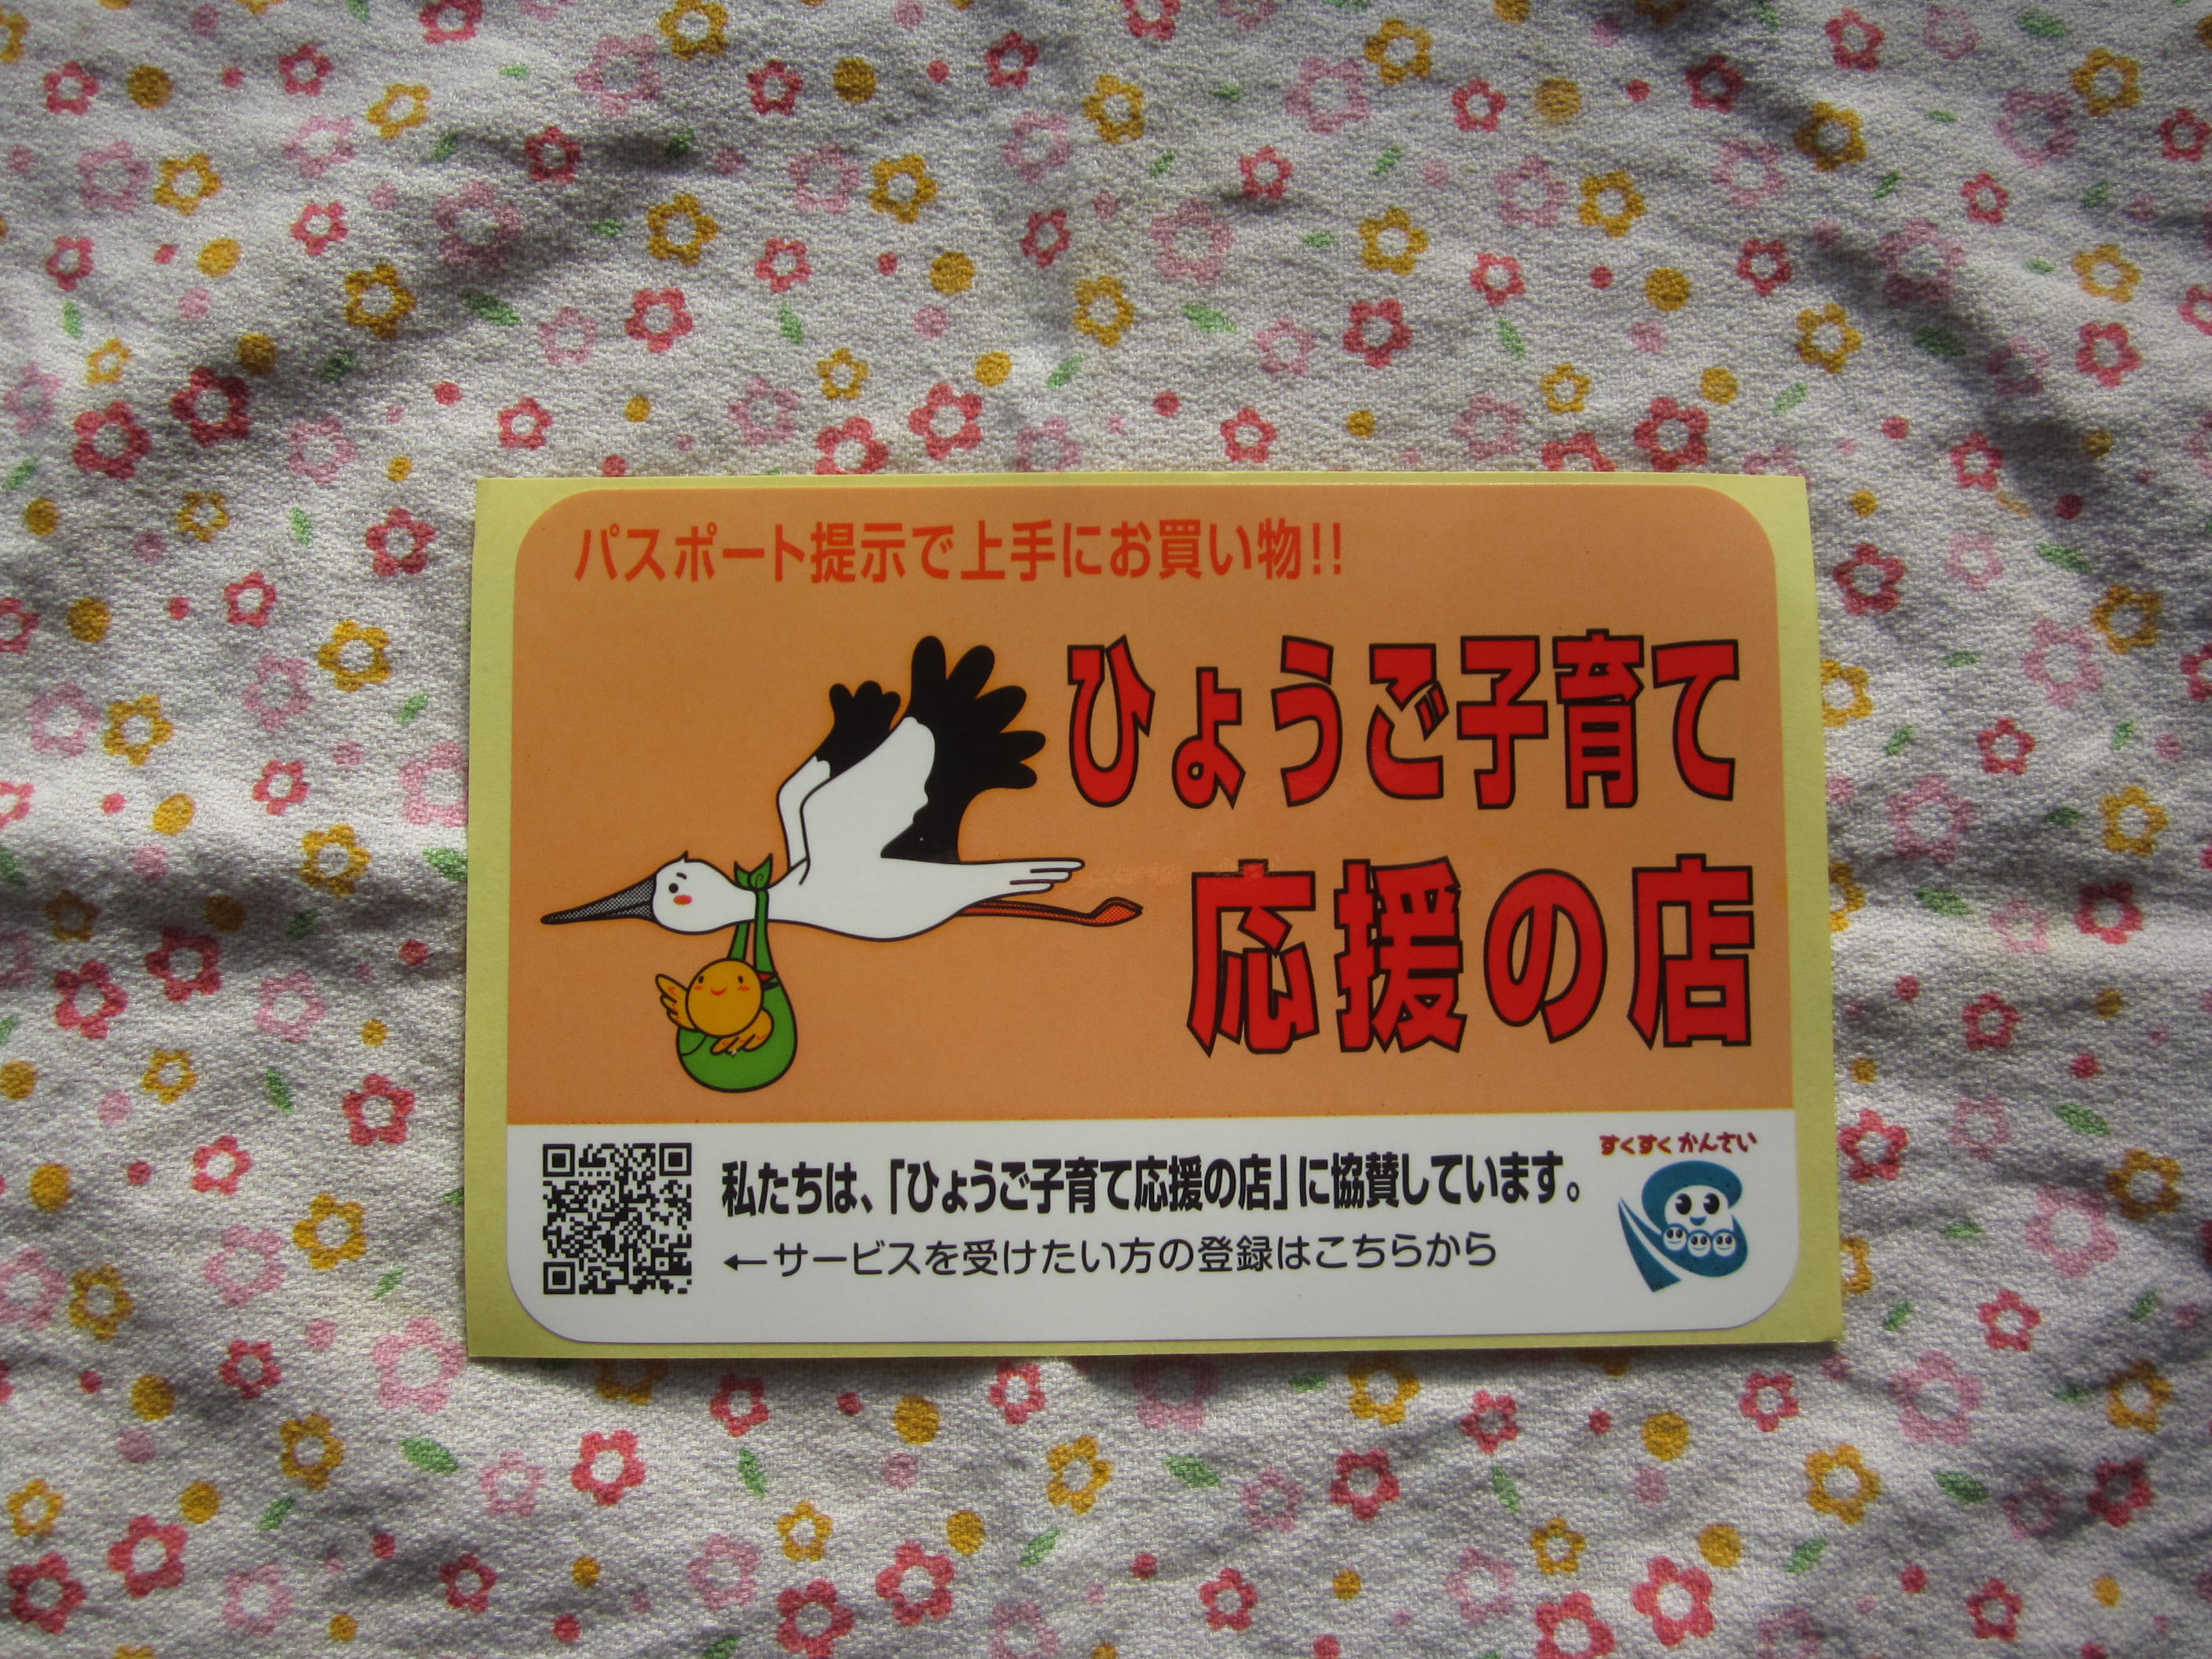 パスポート提示で上手にお買い物!!
ひょうご子育て
応援の店
私たちは、「ひょうご子育て応援の店」に協賛しています。
←サービスを受けたい方の登録はこちらから
すくすく かんさい